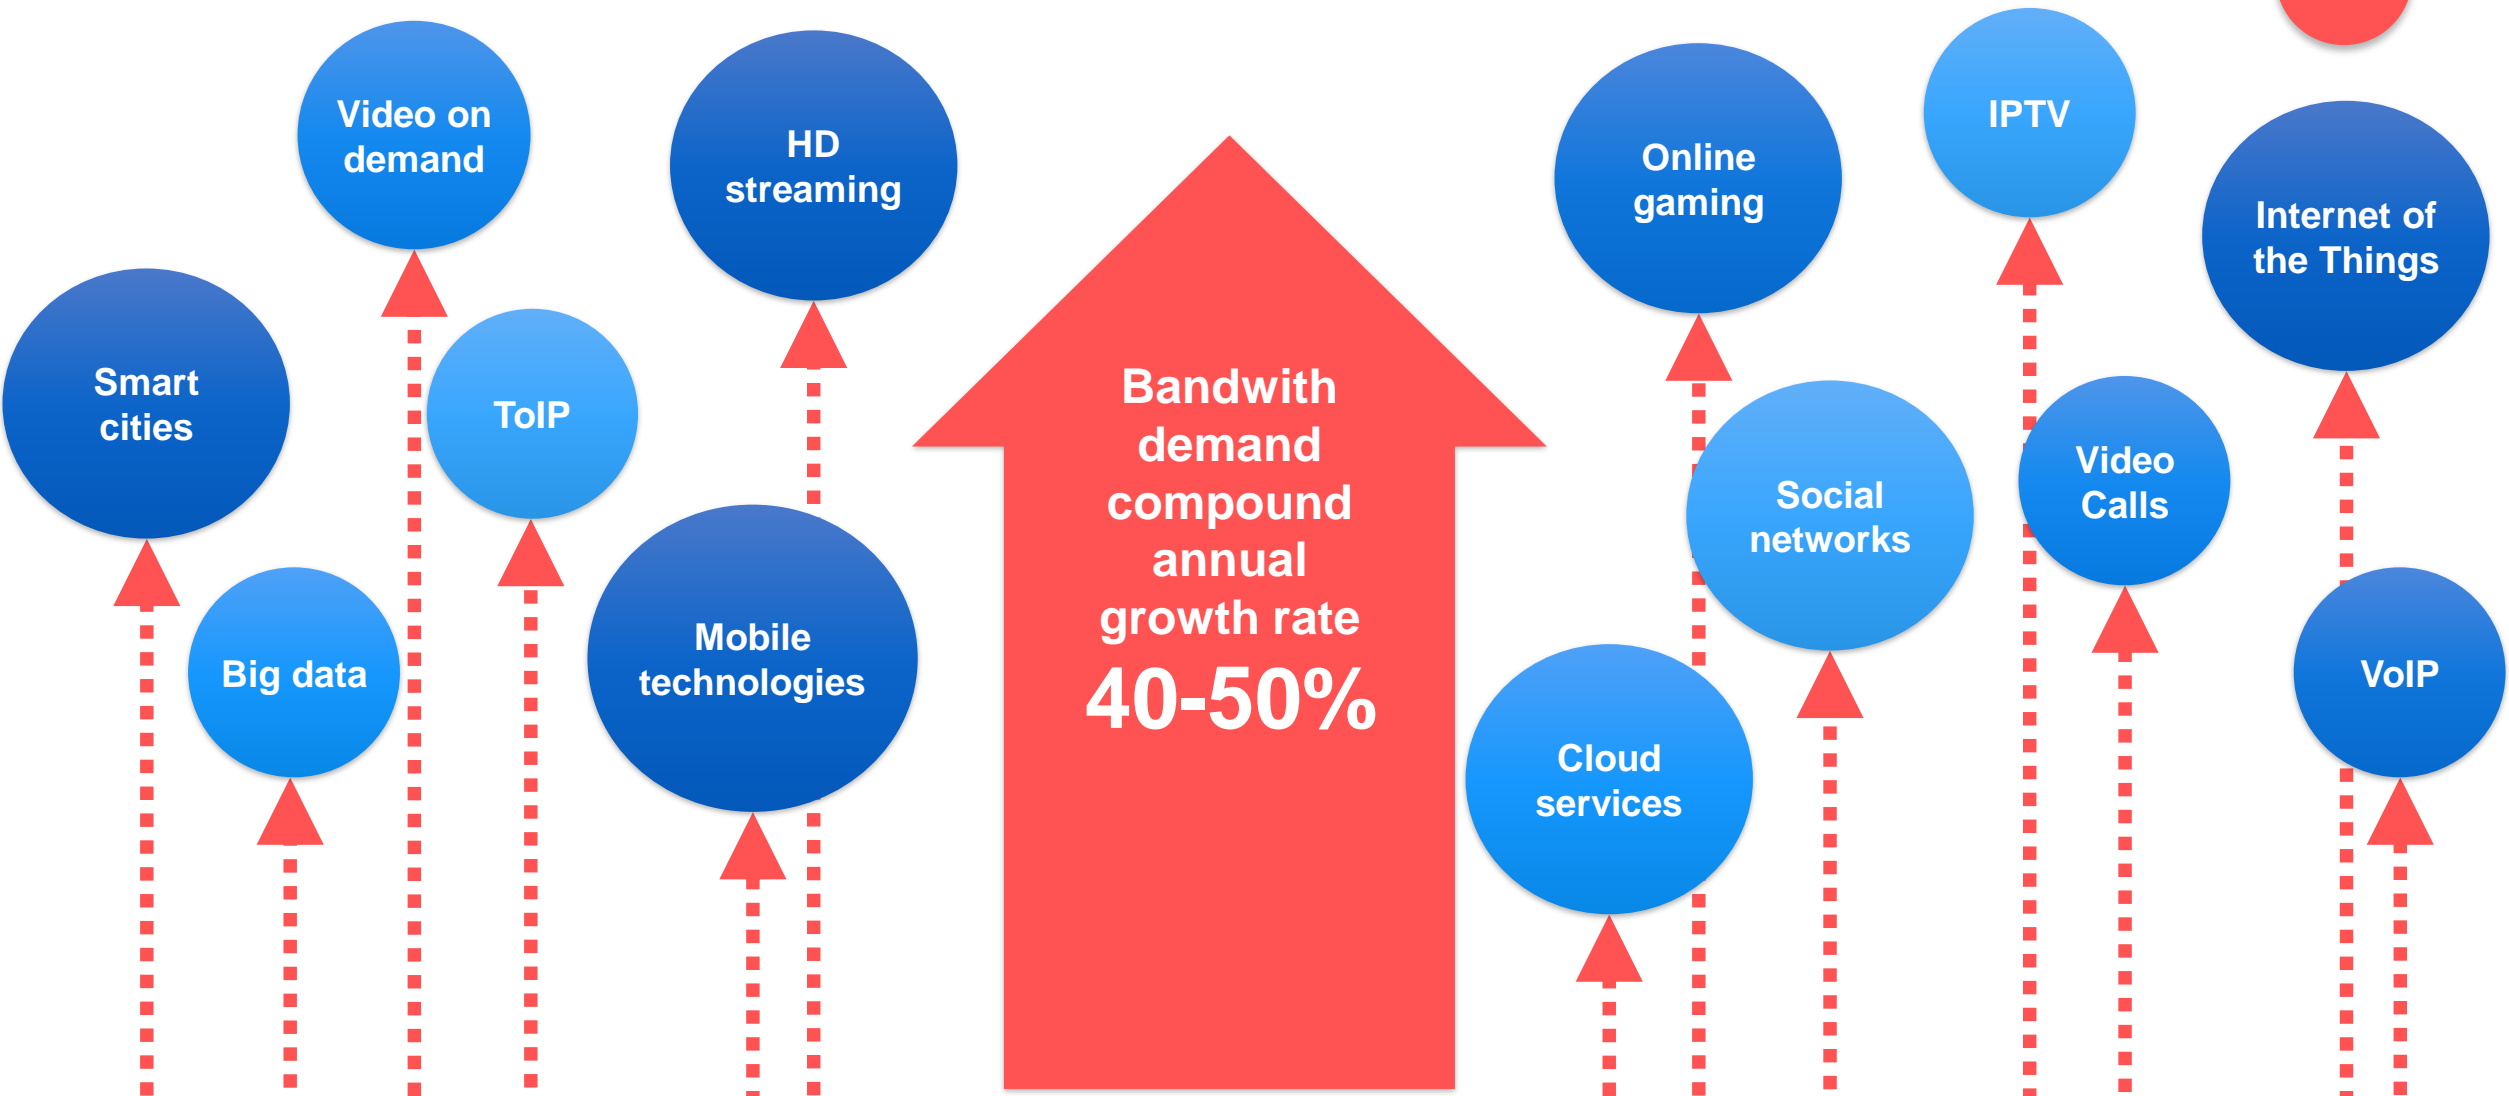 Video on
demand
HD
streaming
Smart
cities
ToIP
Big data
Mobile
technologies
Bandwith
demand
compound
annual
growth rate
40-50%
Online
gaming
IPTV
Internet of
the Things
Social
networks
Video
Calls
Cloud
services
VoIP